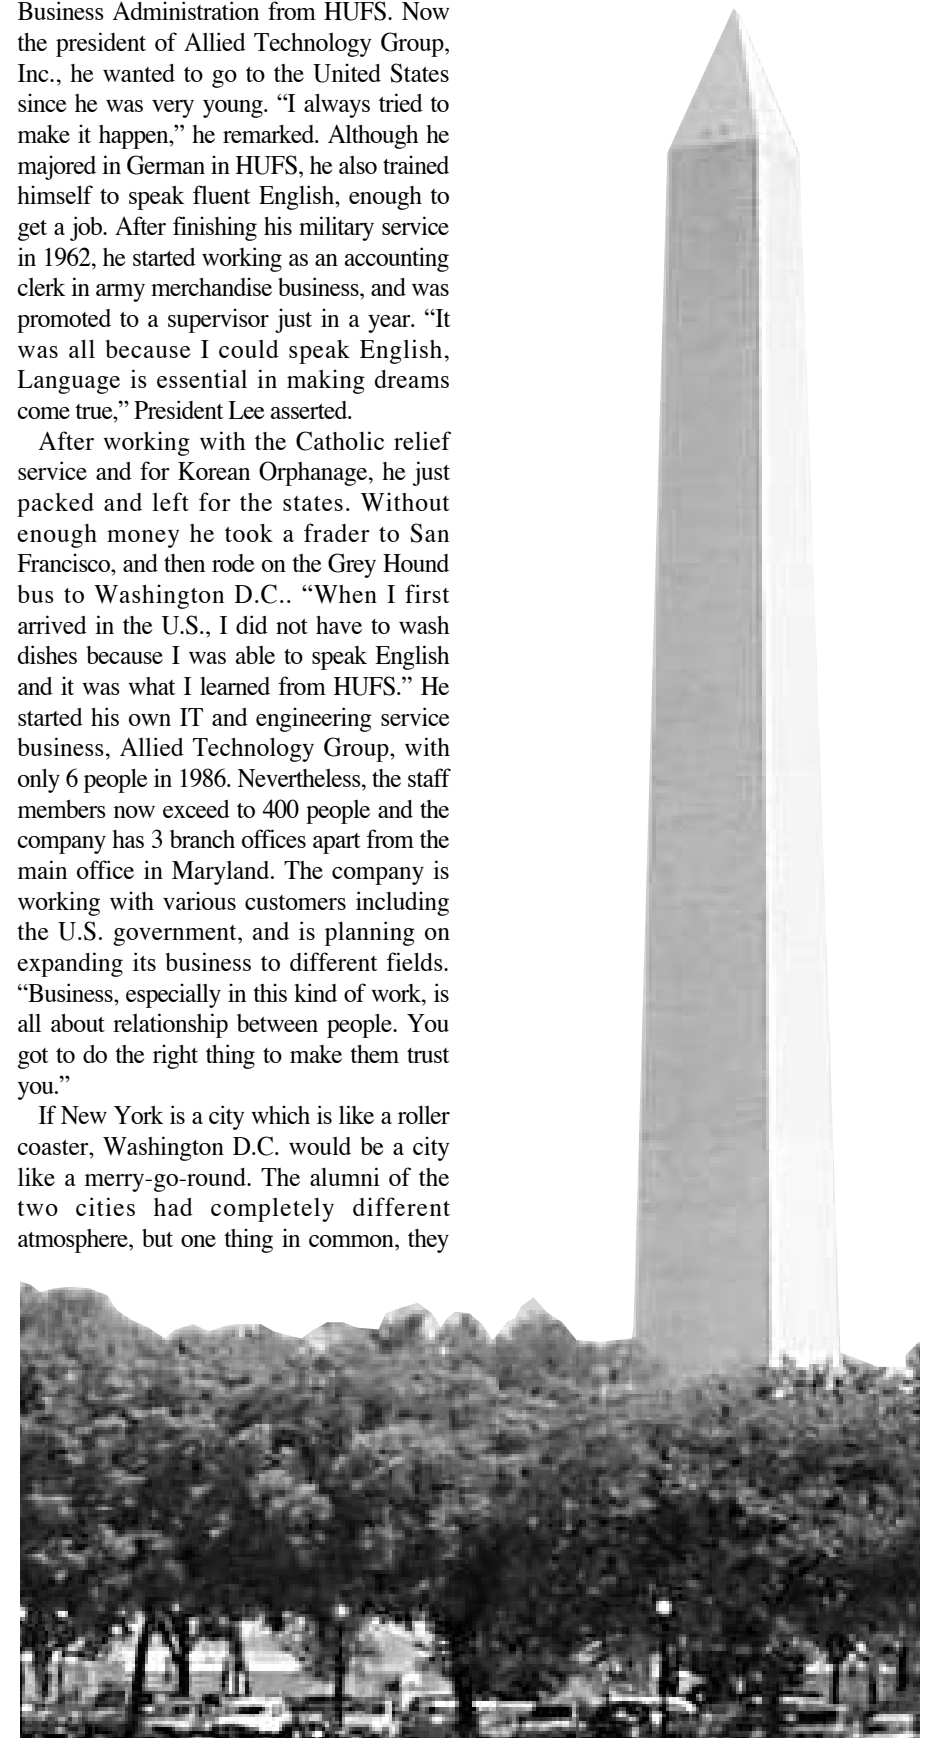 Business Administration from HUFS. Now
the president of Allied Technology Group,
Inc., he wanted to go to the United States
since he was very young. “I always tried to
make it happen,” he remarked. Although he
majored in German in HUFS, he also trained
himself to speak fluent English, enough to
get a job. After finishing his military service
in 1962, he started working as an accounting
clerk in army merchandise business, and was
promoted to a supervisor just in a year. “It
was all because I could speak English,
Language is essential in making dreams
come true,” President Lee asserted.
After working with the Catholic relief
service and for Korean Orphanage, he just
packed and left for the states. Without
enough money he took a frader to San
Francisco, and then rode on the Grey Hound
bus to Washington D.C.. “When I first
arrived in the U.S., I did not have to wash
dishes because I was able to speak English
and it was what I learned from HUFS.” He
started his own IT and engineering service
business, Allied Technology Group, with
only 6 people in 1986. Nevertheless, the staff
members now exceed to 400 people and the
company has 3 branch offices apart from the
main office in Maryland. The company is
working with various customers including
the U.S. government, and is planning on
expanding its business to different fields.
“Business, especially in this kind of work, is
all about relationship between people. You
got to do the right thing to make them trust
you.”
If New York is a city which is like a roller
coaster, Washington D.C. would be a city
like a merry-go-round. The alumni of the
two cities had completely different
atmosphere, but one thing in common, they